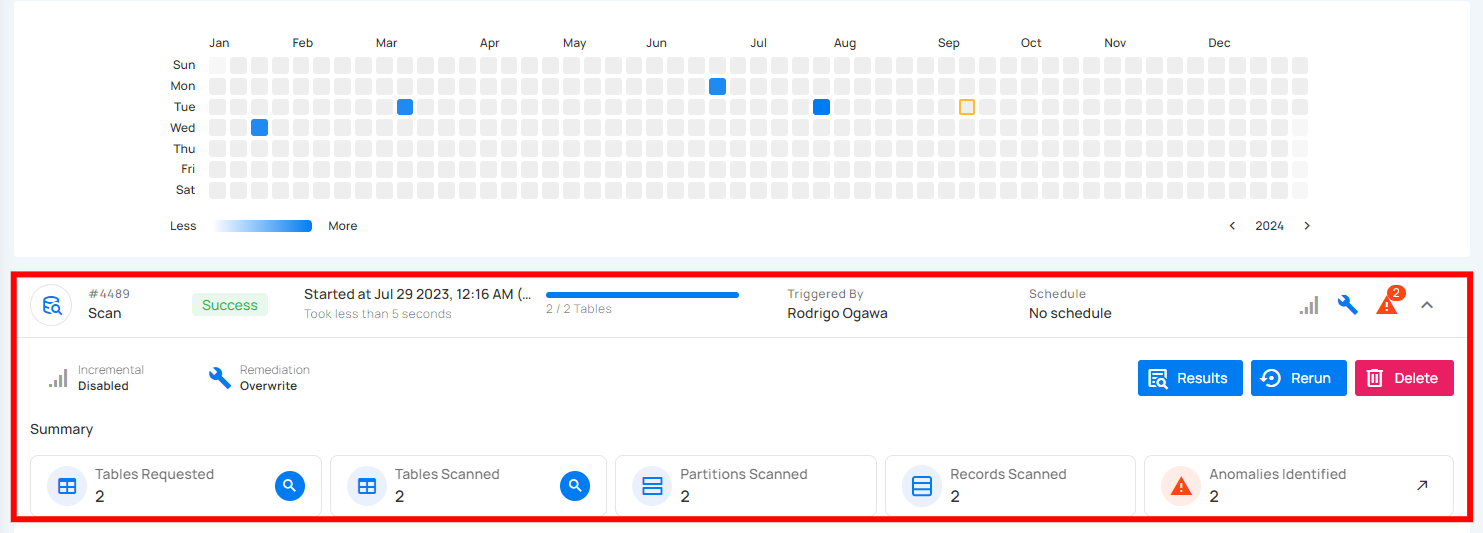 Jan Feb Mar Apr May Jun Jul Aug Sep Oct Nov Dec
Sun
Mon
Tue
Wed
Thu
Fri
Sat
Less More < 2024 >
#4489
Scan
Success
Started at Jul 29 2023, 12:16 AM (...
Took less than 5 seconds
2 / 2 Tables
Triggered By
Rodrigo Ogawa
Schedule
No schedule
2
Incremental
Disabled
Remediation
Overwrite
Results
Rerun
Delete
Summary
Tables Requested
2
Tables Scanned
2
Partitions Scanned
2
Records Scanned
2
Anomalies Identified
2